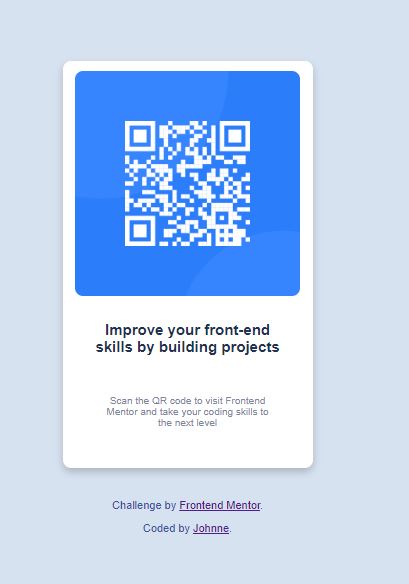 Improve your front-end
skills by building projects
Scan the QR code to visit Frontend
Mentor and take your coding skills to
the next level
Challenge by Frontend Mentor.
Coded by Johnne.